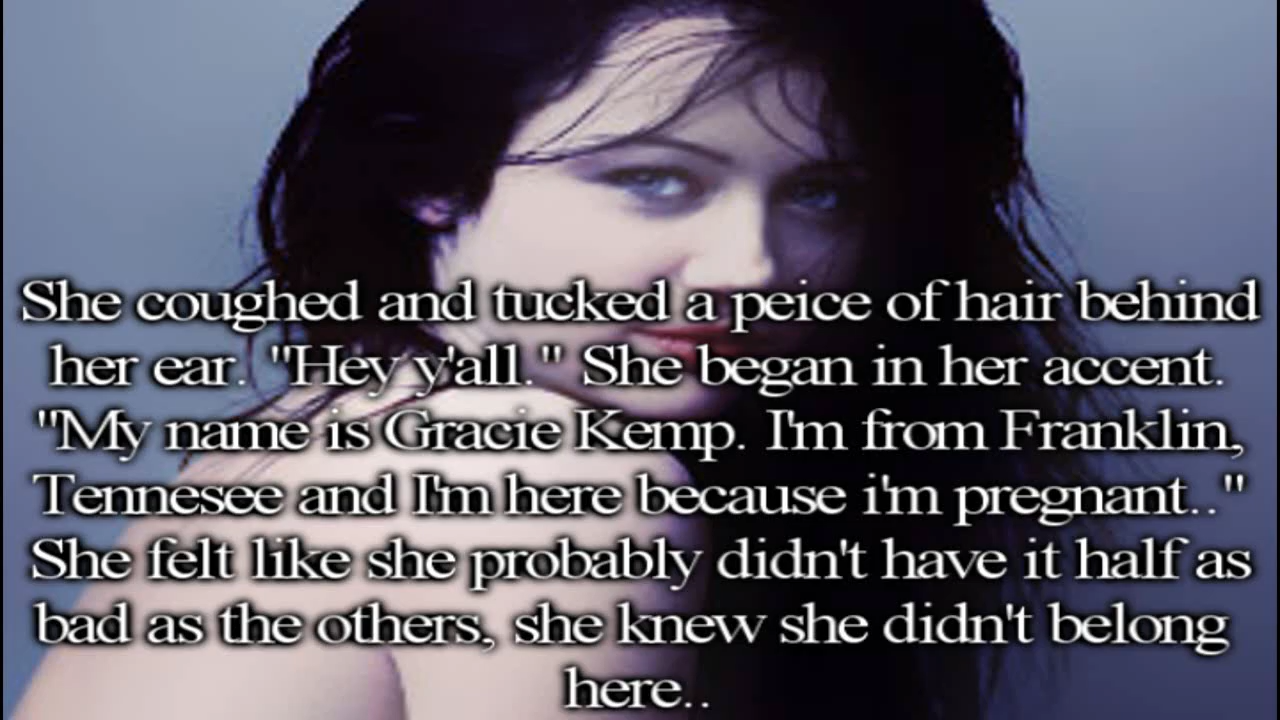 She coughed and tucked a peice of hair behind
her ear. "Hey y'all." She began in her accent.
"My name is Gracie Kemp. I'm from Franklin,
Tennesee and I'm here because i'm pregnant.."
She felt like she probably didn't have it half as
bad as the others, she knew she didn't belong
here..